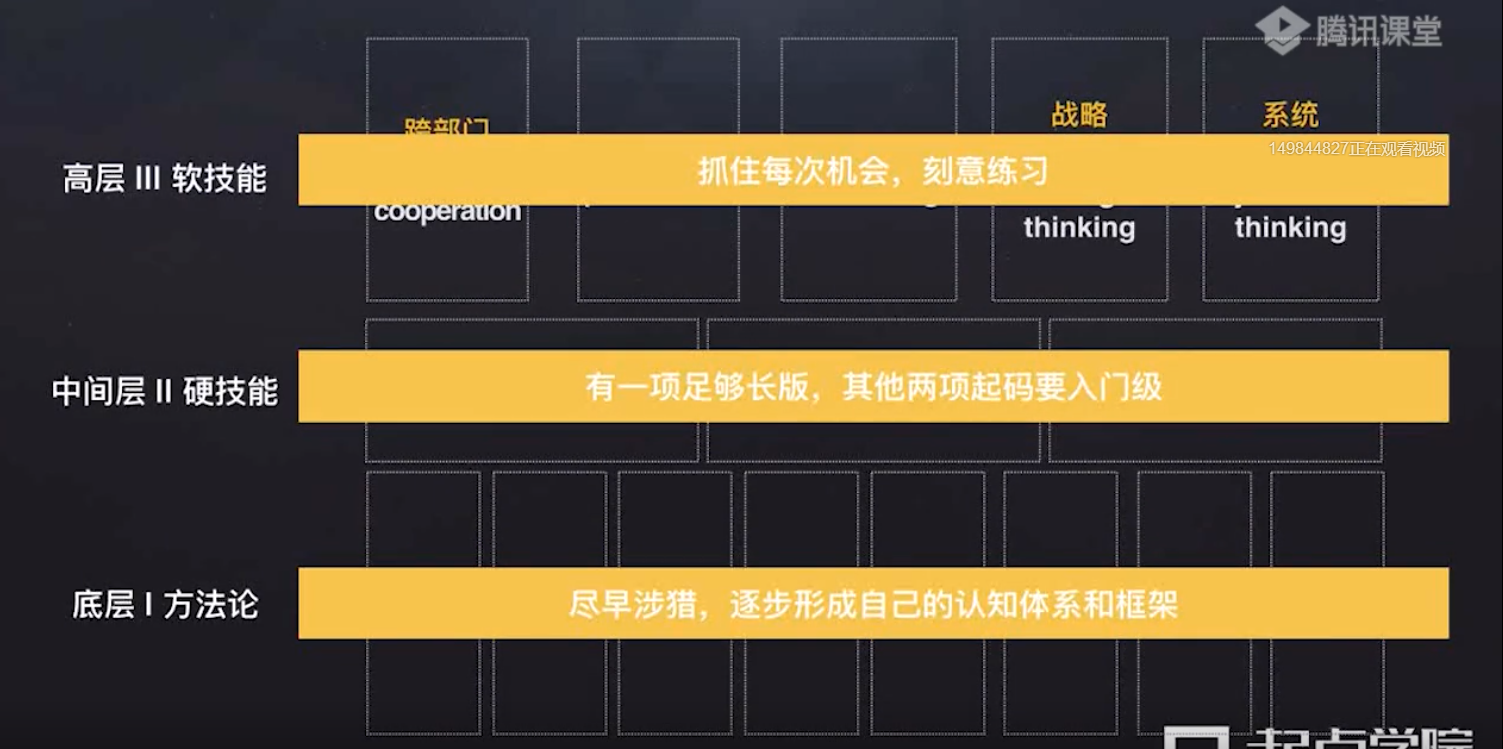 腾讯课堂
跨部门
战略
系统
149844827正在观看视频
高层 III 软技能
抓住每次机会，刻意练习
cooperation
thinking
thinking
中间层 II 硬技能
有一项足够长版，其他两项起码要入门级
底层 I 方法论
尽早涉猎，逐步形成自己的认知体系和框架
起点学院